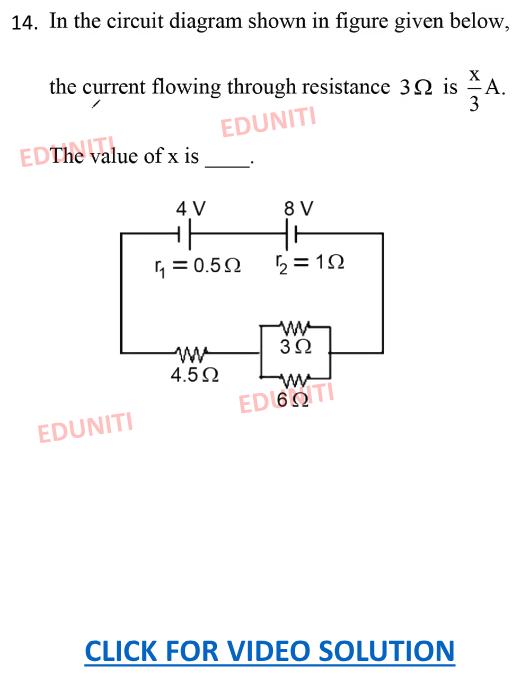 14. In the circuit diagram shown in figure given below,
the current flowing through resistance 3Ω is x/3 A.
EDUNITI
EDUNITI
The value of x is ____.
4 V 8 V
r₁ = 0.5Ω r₂ = 1Ω
3Ω
4.5Ω
6Ω
EDUNITI
EDUNITI
CLICK FOR VIDEO SOLUTION